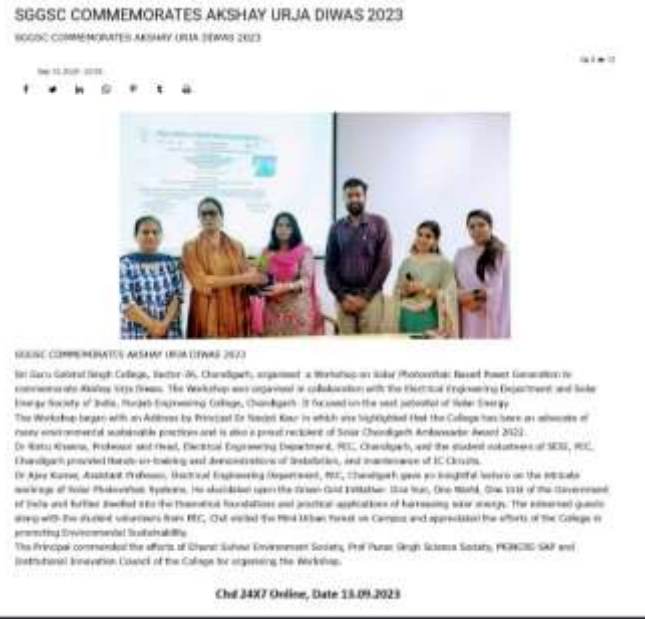 SGGSC COMMEMORATES AKSHAY URJA DIWAS 2023
SGGSC COMMEMORATES AKSHAY URJA DIWAS 2023
SGGSC COMMEMORATES AKSHAY URJA DIWAS 2023
Sri Guru Gobind Singh College, Sector-26, Chandigarh, organised a Workshop on Solar Photovoltaic Based Power Generation to
commemorate Akshay Urja Diwas. The Workshop was organised in collaboration with the Electrical Engineering Department and Solar
Energy Society of India, Punjab Engineering College, Chandigarh. It focused on the vast potential of Solar Energy.
The Workshop began with an Address by Principal Dr Navjot Kaur in which she highlighted that the College has been an advocate of
many environmental sustainable practices and is also a proud recipient of Solar Chandigarh Ambassador Award 2022.
Professor and Head, Electrical Engineering Department, PEC, Chandigarh, and the student volunteers of SESI, PEC,
Chandigarh provided Hands-on-training and demonstrations of installation, and maintenance of IC Circuits.
Dr Ajay Kumar, Assistant Professor, Electrical Engineering Department, PEC, Chandigarh gave an insightful lecture on the intricate
workings of Solar Photovoltaic Systems. He elucidated upon the Green Grid Initiative- One Sun, One World, One Grid of the Government
of India and further dwelled into the theoretical foundations and practical applications of harnessing solar energy. The esteemed guests
along with the student volunteers from PEC, Chd visited the Mini Urban Forest on Campus and appreciated the efforts of the College in
promoting Environmental Sustainability.
The Principal commended the efforts of Environment Society, Prof Puran Singh Science Society, and
Institutional Innovation Council of the College for organising the Workshop.
Chd 24X7 Online, Date 13.09.2023